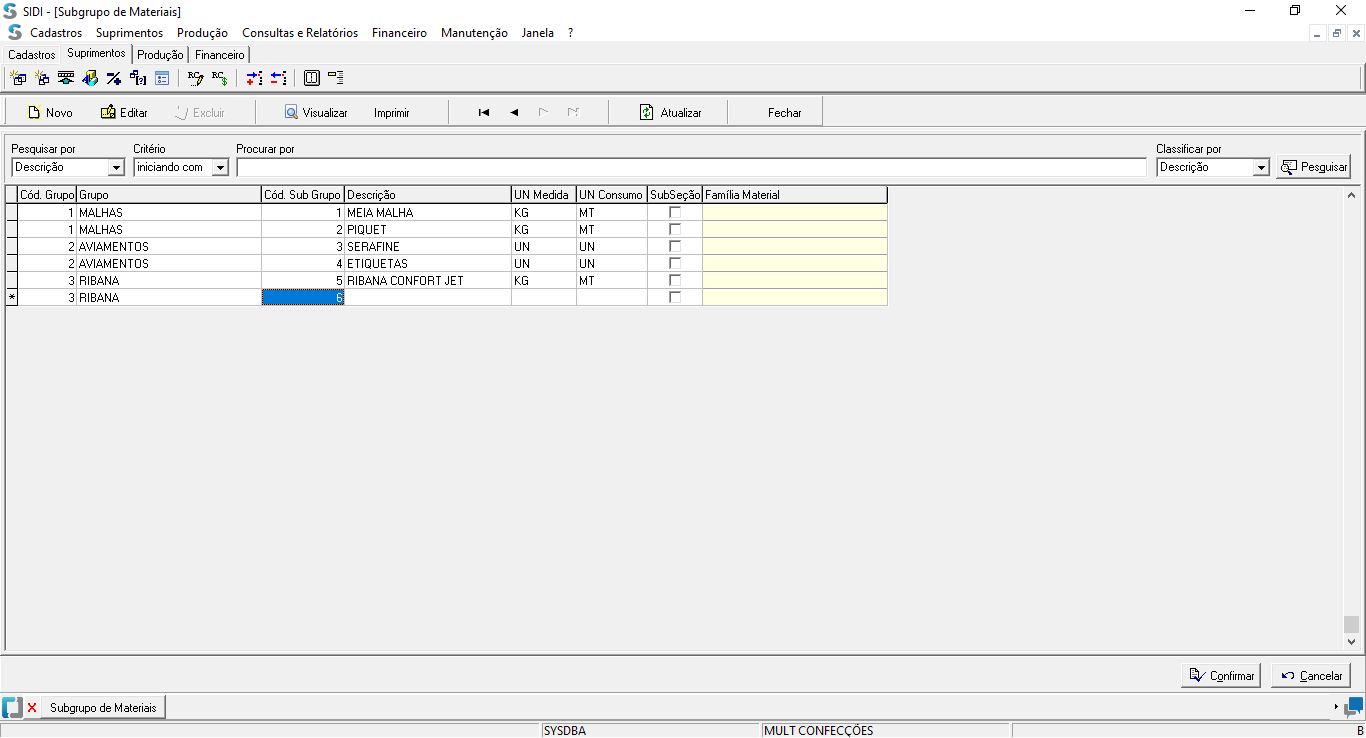 SIDI - [Subgrupo de Materiais]
Cadastros Suprimentos Produção Consultas e Relatórios Financeiro Manutenção Janela ?
Cadastros Suprimentos Produção Financeiro
Novo Editar Excluir Visualizar Imprimir Atualizar Fechar
Pesquisar por Critério Procurar por Classificar por
Descrição iniciando com Descrição Pesquisar
Cód. Grupo Grupo Cód. Sub Grupo Descrição UN Medida UN Consumo SubSeção Família Material
1 MALHAS 1 MEIA MALHA KG MT
1 MALHAS 2 PIQUET KG MT
2 AVIAMENTOS 3 SERAFINE UN UN
2 AVIAMENTOS 4 ETIQUETAS UN UN
3 RIBANA 5 RIBANA CONFORT JET KG MT
* 3 RIBANA 6
Confirmar Cancelar
Subgrupo de Materiais
SYSDBA MULT CONFECÇÕES B